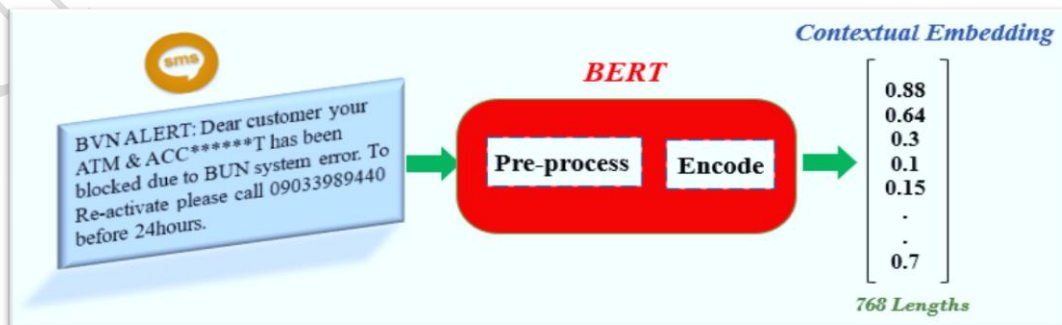 sms
BVN ALERT: Dear customer your
ATM & ACC******T has been
blocked due to BUN system error. To
Re-activate please call 09033989440
before 24hours.
BERT
Pre-process
Encode
Contextual Embedding
0.88
0.64
0.3
0.1
0.15
.
.
0.7
768 Lengths